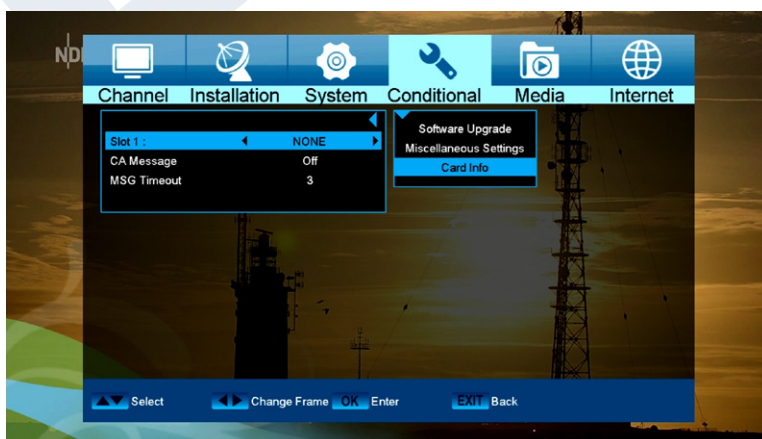 ND
Channel Installation System Conditional Media Internet
Slot 1 : NONE
CA Message Off
MSG Timeout 3
Software Upgrade
Miscellaneous Settings
Card Info
Select Change Frame OK Enter EXIT Back